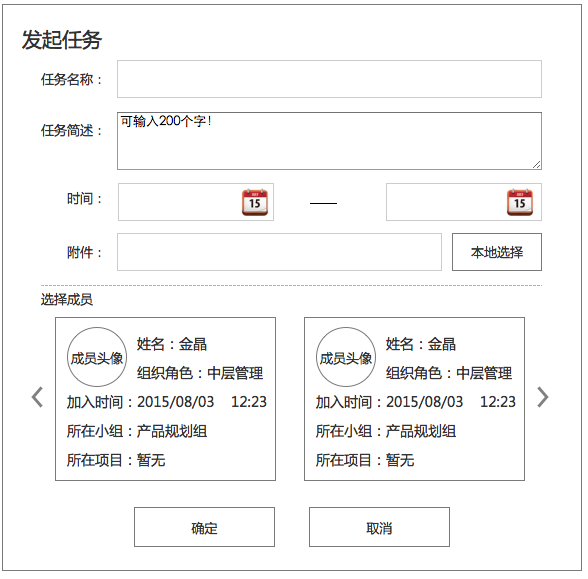 发起任务
任务名称：
任务简述：
可输入200个字！
时间：
15
15
附件：
本地选择
选择成员
成员头像
姓名：金晶
组织角色：中层管理
加入时间：2015/08/03 12:23
所在小组：产品规划组
所在项目：暂无
成员头像
姓名：金晶
组织角色：中层管理
加入时间：2015/08/03 12:23
所在小组：产品规划组
所在项目：暂无
确定
取消